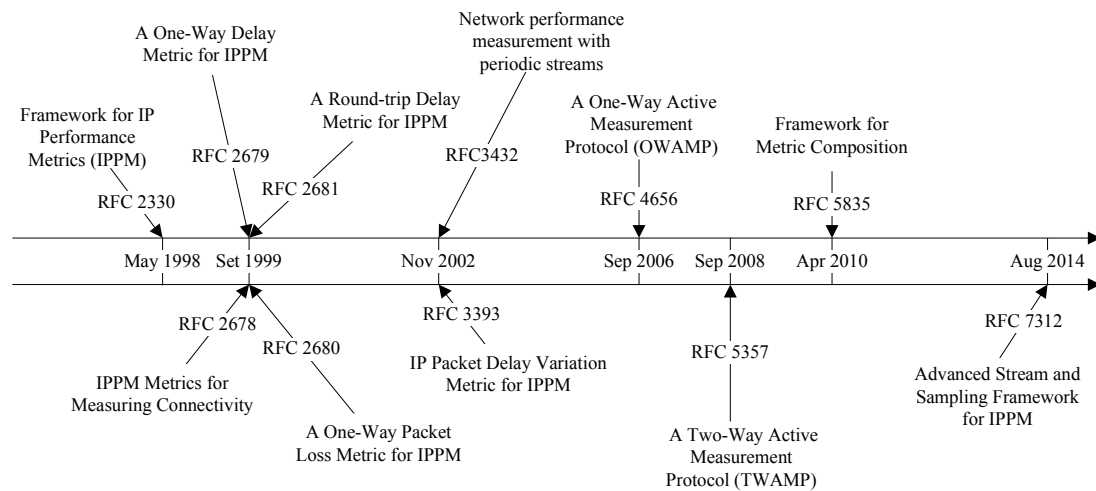 A One-Way Delay
Metric for IPPM
Network performance
measurement with
periodic streams
A Round-trip Delay
Metric for IPPM
Framework for IP
Performance
Metrics (IPPM)
A One-Way Active
Measurement
Protocol (OWAMP)
Framework for
Metric Composition
RFC 2330
RFC 2679
RFC 2681
RFC3432
RFC 4656
RFC 5835
May 1998
Set 1999
Nov 2002
Sep 2006
Sep 2008
Apr 2010
Aug 2014
RFC 2678
RFC 2680
RFC 3393
RFC 5357
RFC 7312
IPPM Metrics for
Measuring Connectivity
A One-Way Packet
Loss Metric for IPPM
IP Packet Delay Variation
Metric for IPPM
A Two-Way Active
Measurement
Protocol (TWAMP)
Advanced Stream and
Sampling Framework
for IPPM